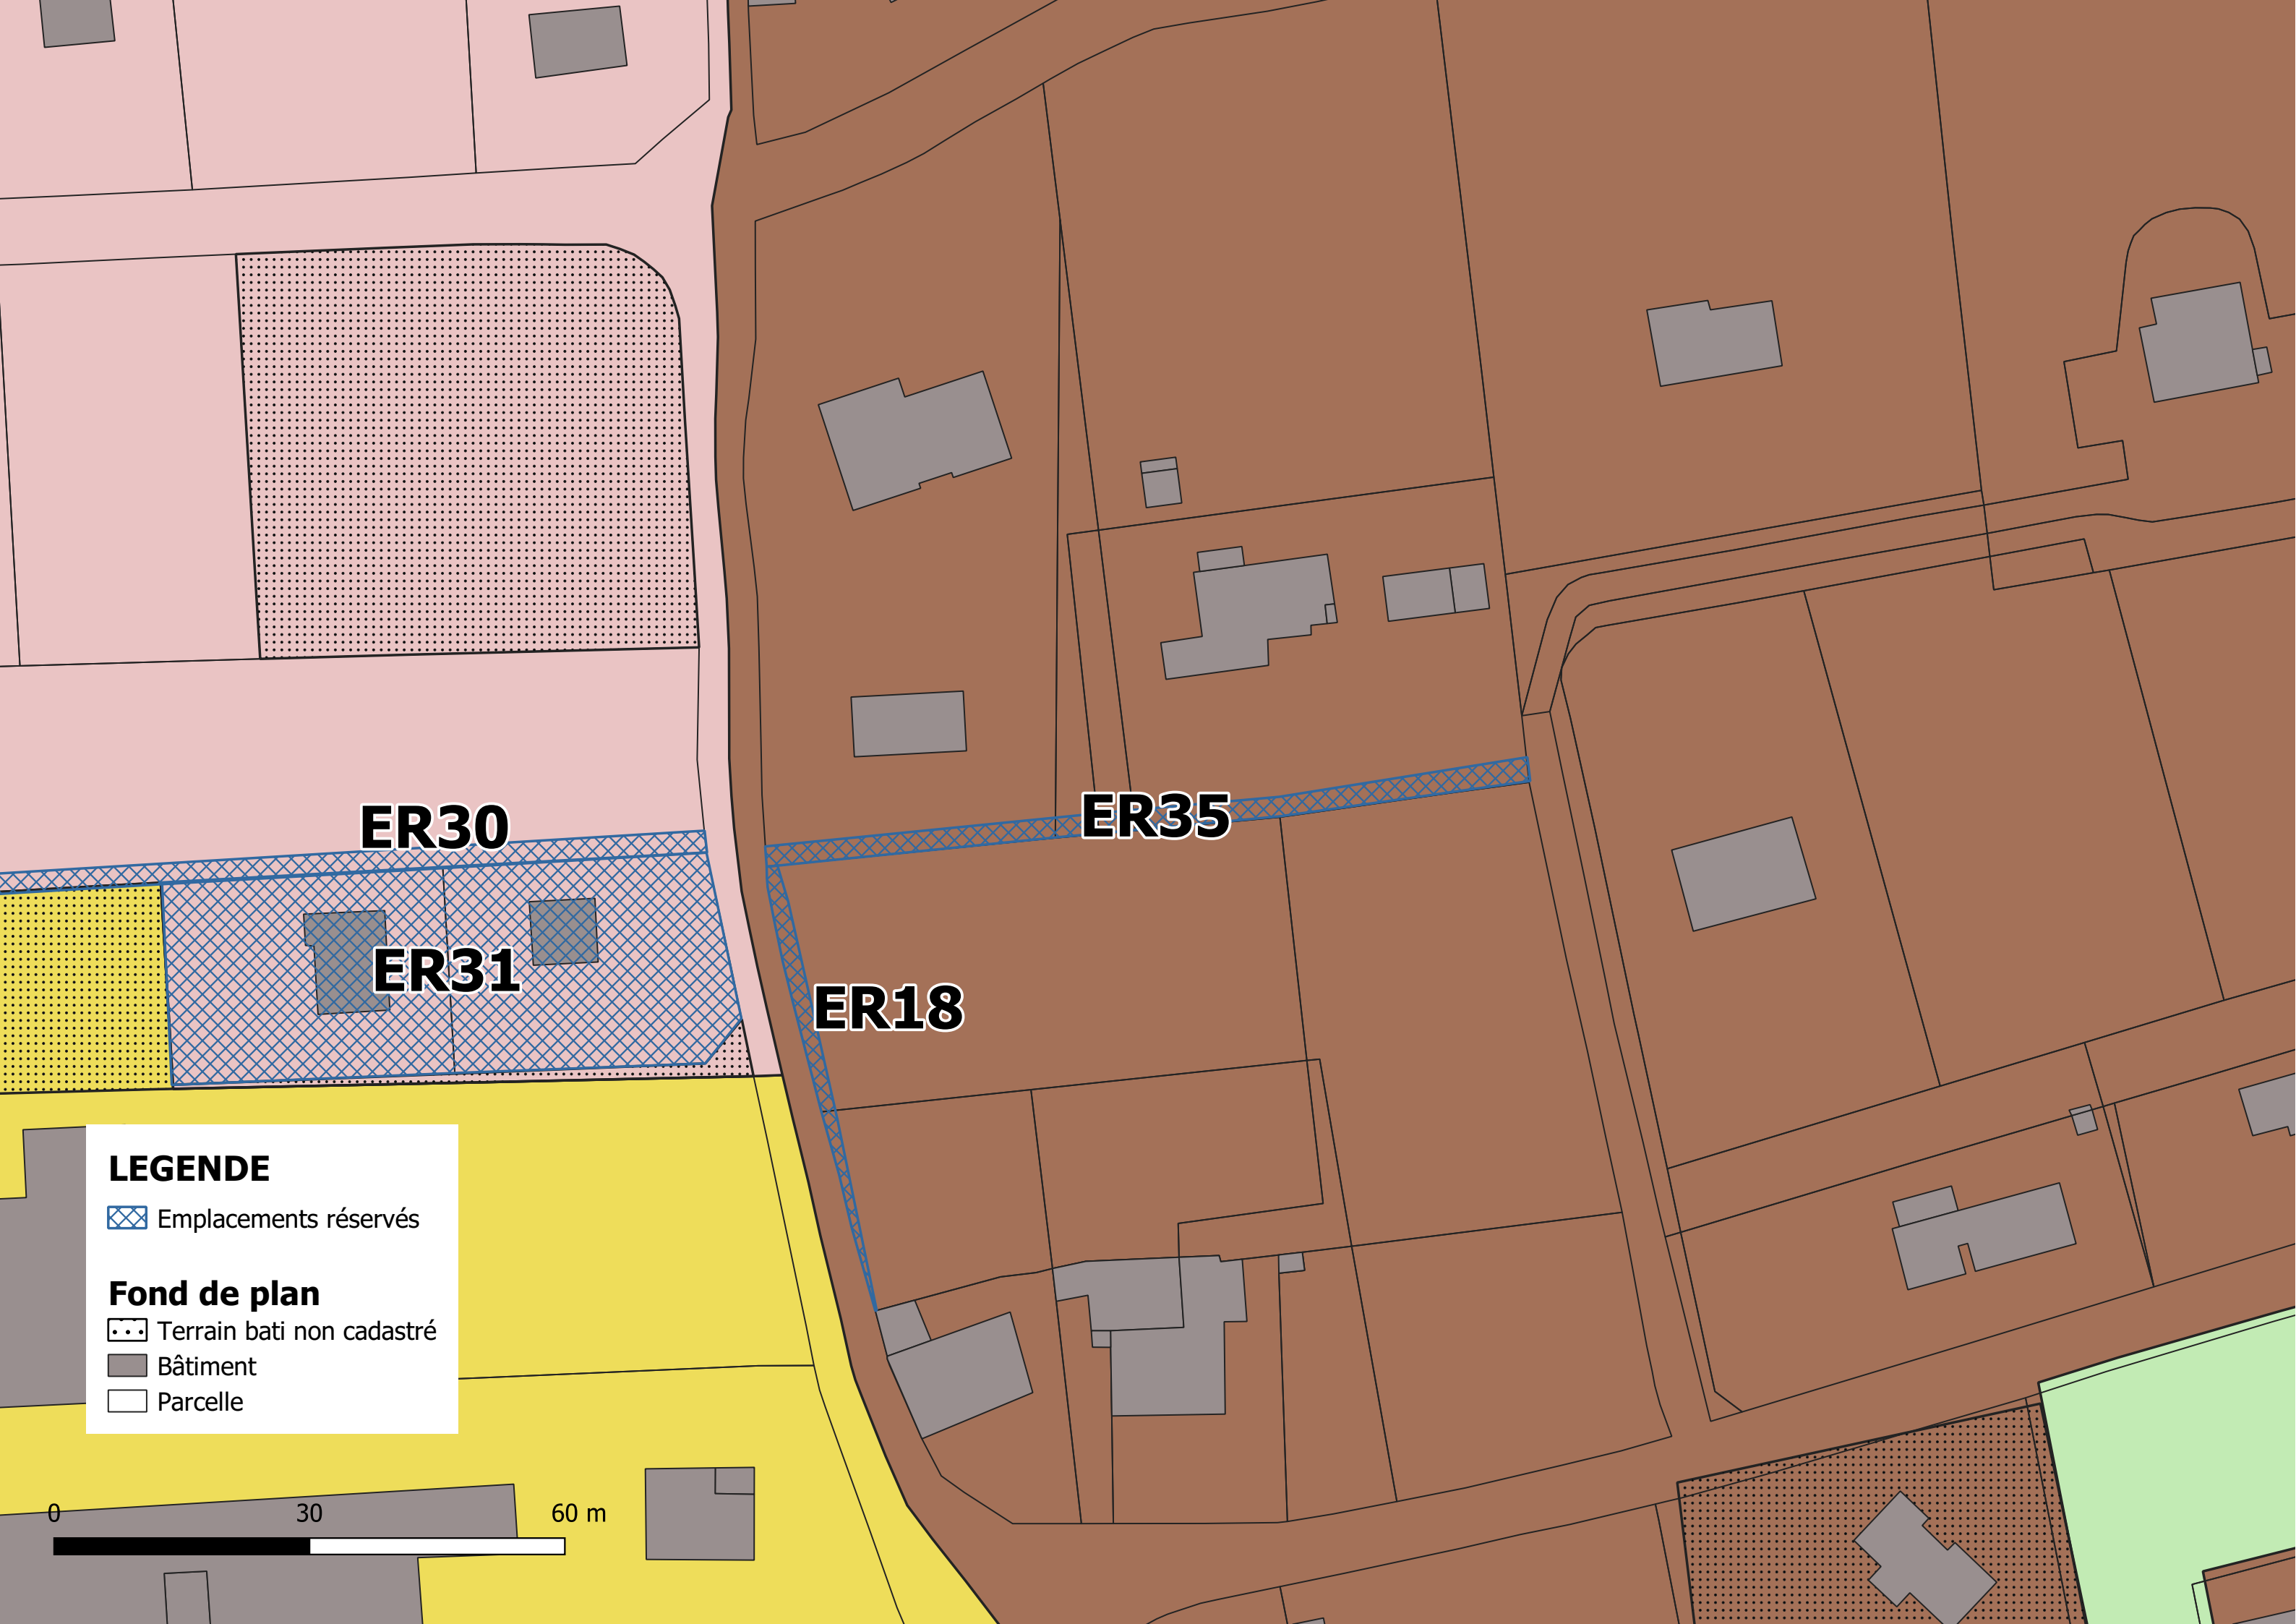 ER30
ER35
ER31
ER18
LEGENDE
Emplacements réservés
Fond de plan
Terrain bati non cadastré
Bâtiment
Parcelle
0 30 60 m